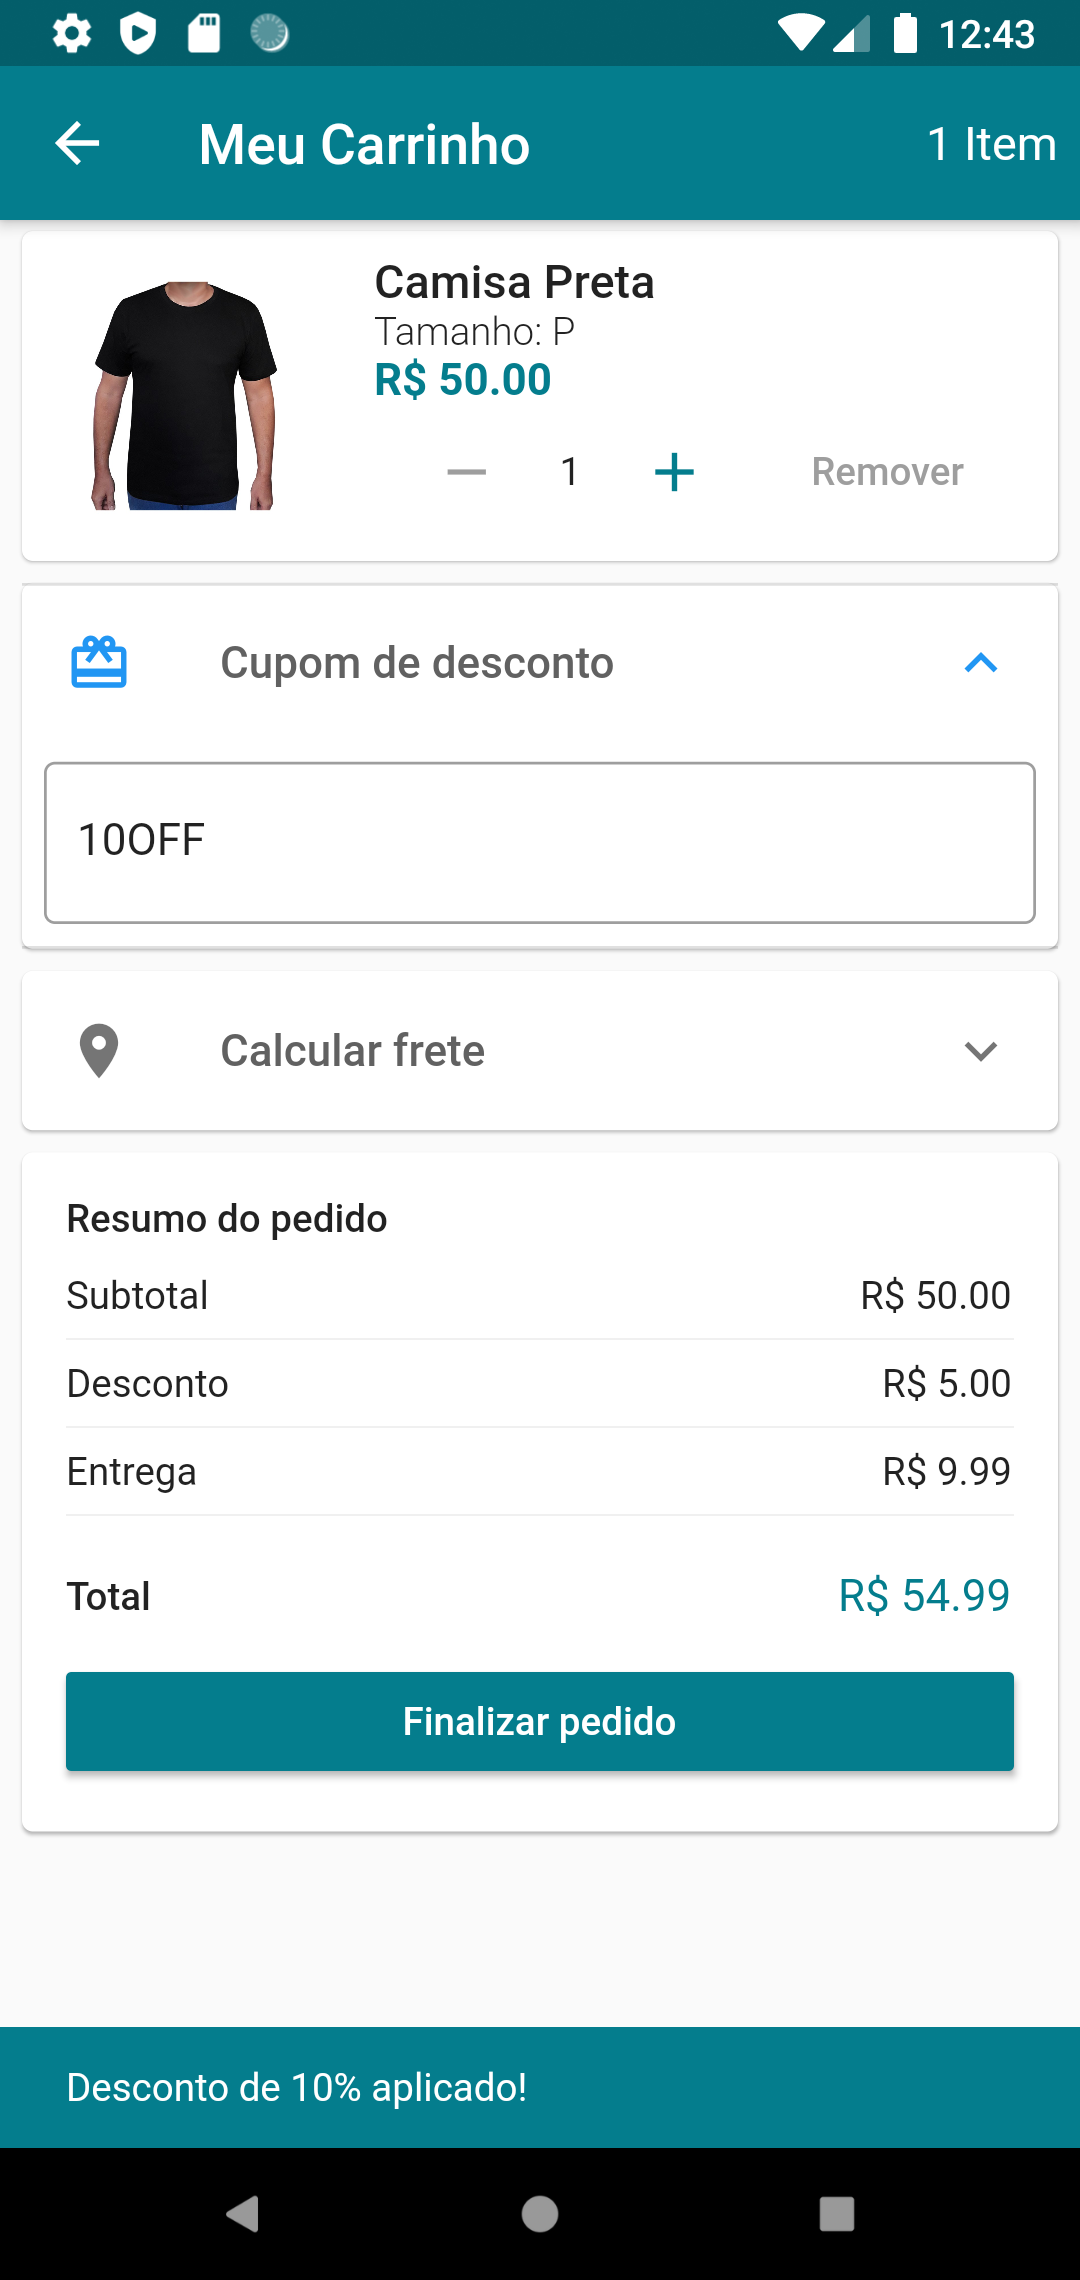 12:43
Meu Carrinho
1 Item
Camisa Preta
Tamanho: P
R$ 50.00
1
Remover
Cupom de desconto
10OFF
Calcular frete
Resumo do pedido
Subtotal R$ 50.00
Desconto R$ 5.00
Entrega R$ 9.99
Total R$ 54.99
Finalizar pedido
Desconto de 10% aplicado!